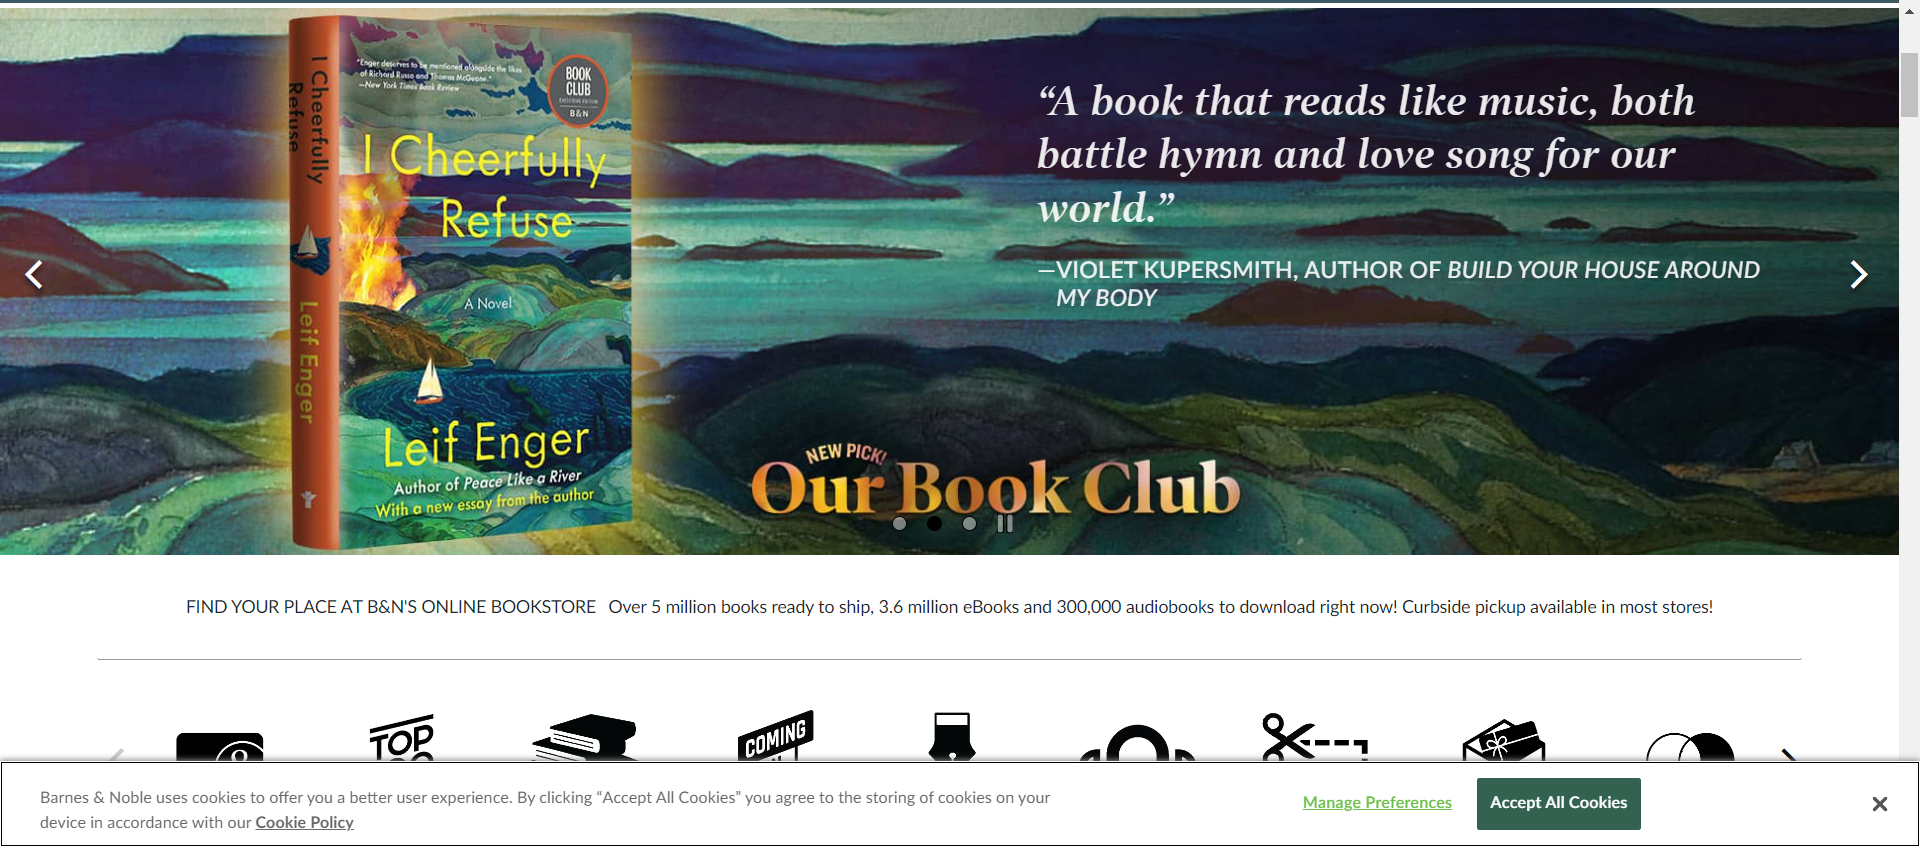 I Cheerfully
Refuse
Leif Enger
"Enger deserves to be mentioned alongside the likes
of Richard Russo and Thomas McGuane."
—New York Times Book Review
BOOK
CLUB
EXCLUSIVE EDITION
B&N
I Cheerfully
Refuse
A Novel
Leif Enger
Author of Peace Like a River
With a new essay from the author
“A book that reads like music, both
battle hymn and love song for our
world.”
—VIOLET KUPERSMITH, AUTHOR OF BUILD YOUR HOUSE AROUND
MY BODY
NEW PICK!
Our Book Club
FIND YOUR PLACE AT B&N'S ONLINE BOOKSTORE Over 5 million books ready to ship, 3.6 million eBooks and 300,000 audiobooks to download right now! Curbside pickup available in most stores!
TOP
COMING
Barnes & Noble uses cookies to offer you a better user experience. By clicking “Accept All Cookies” you agree to the storing of cookies on your
device in accordance with our Cookie Policy
Manage Preferences
Accept All Cookies